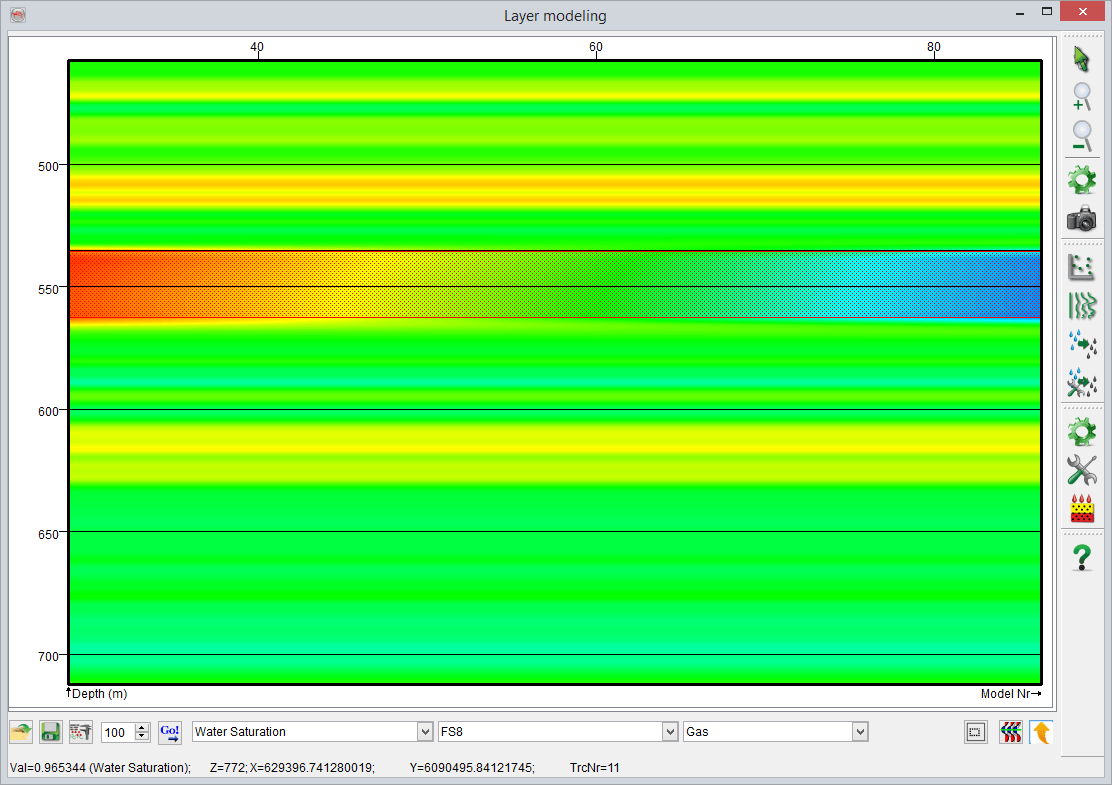 Layer modeling
40 60 80
500
550
600
650
700
Depth (m) Model Nr
100 Go! Water Saturation FS8 Gas
Val=0.965344 (Water Saturation); Z=772; X=629396.741280019; Y=6090495.84121745; TrcNr=11